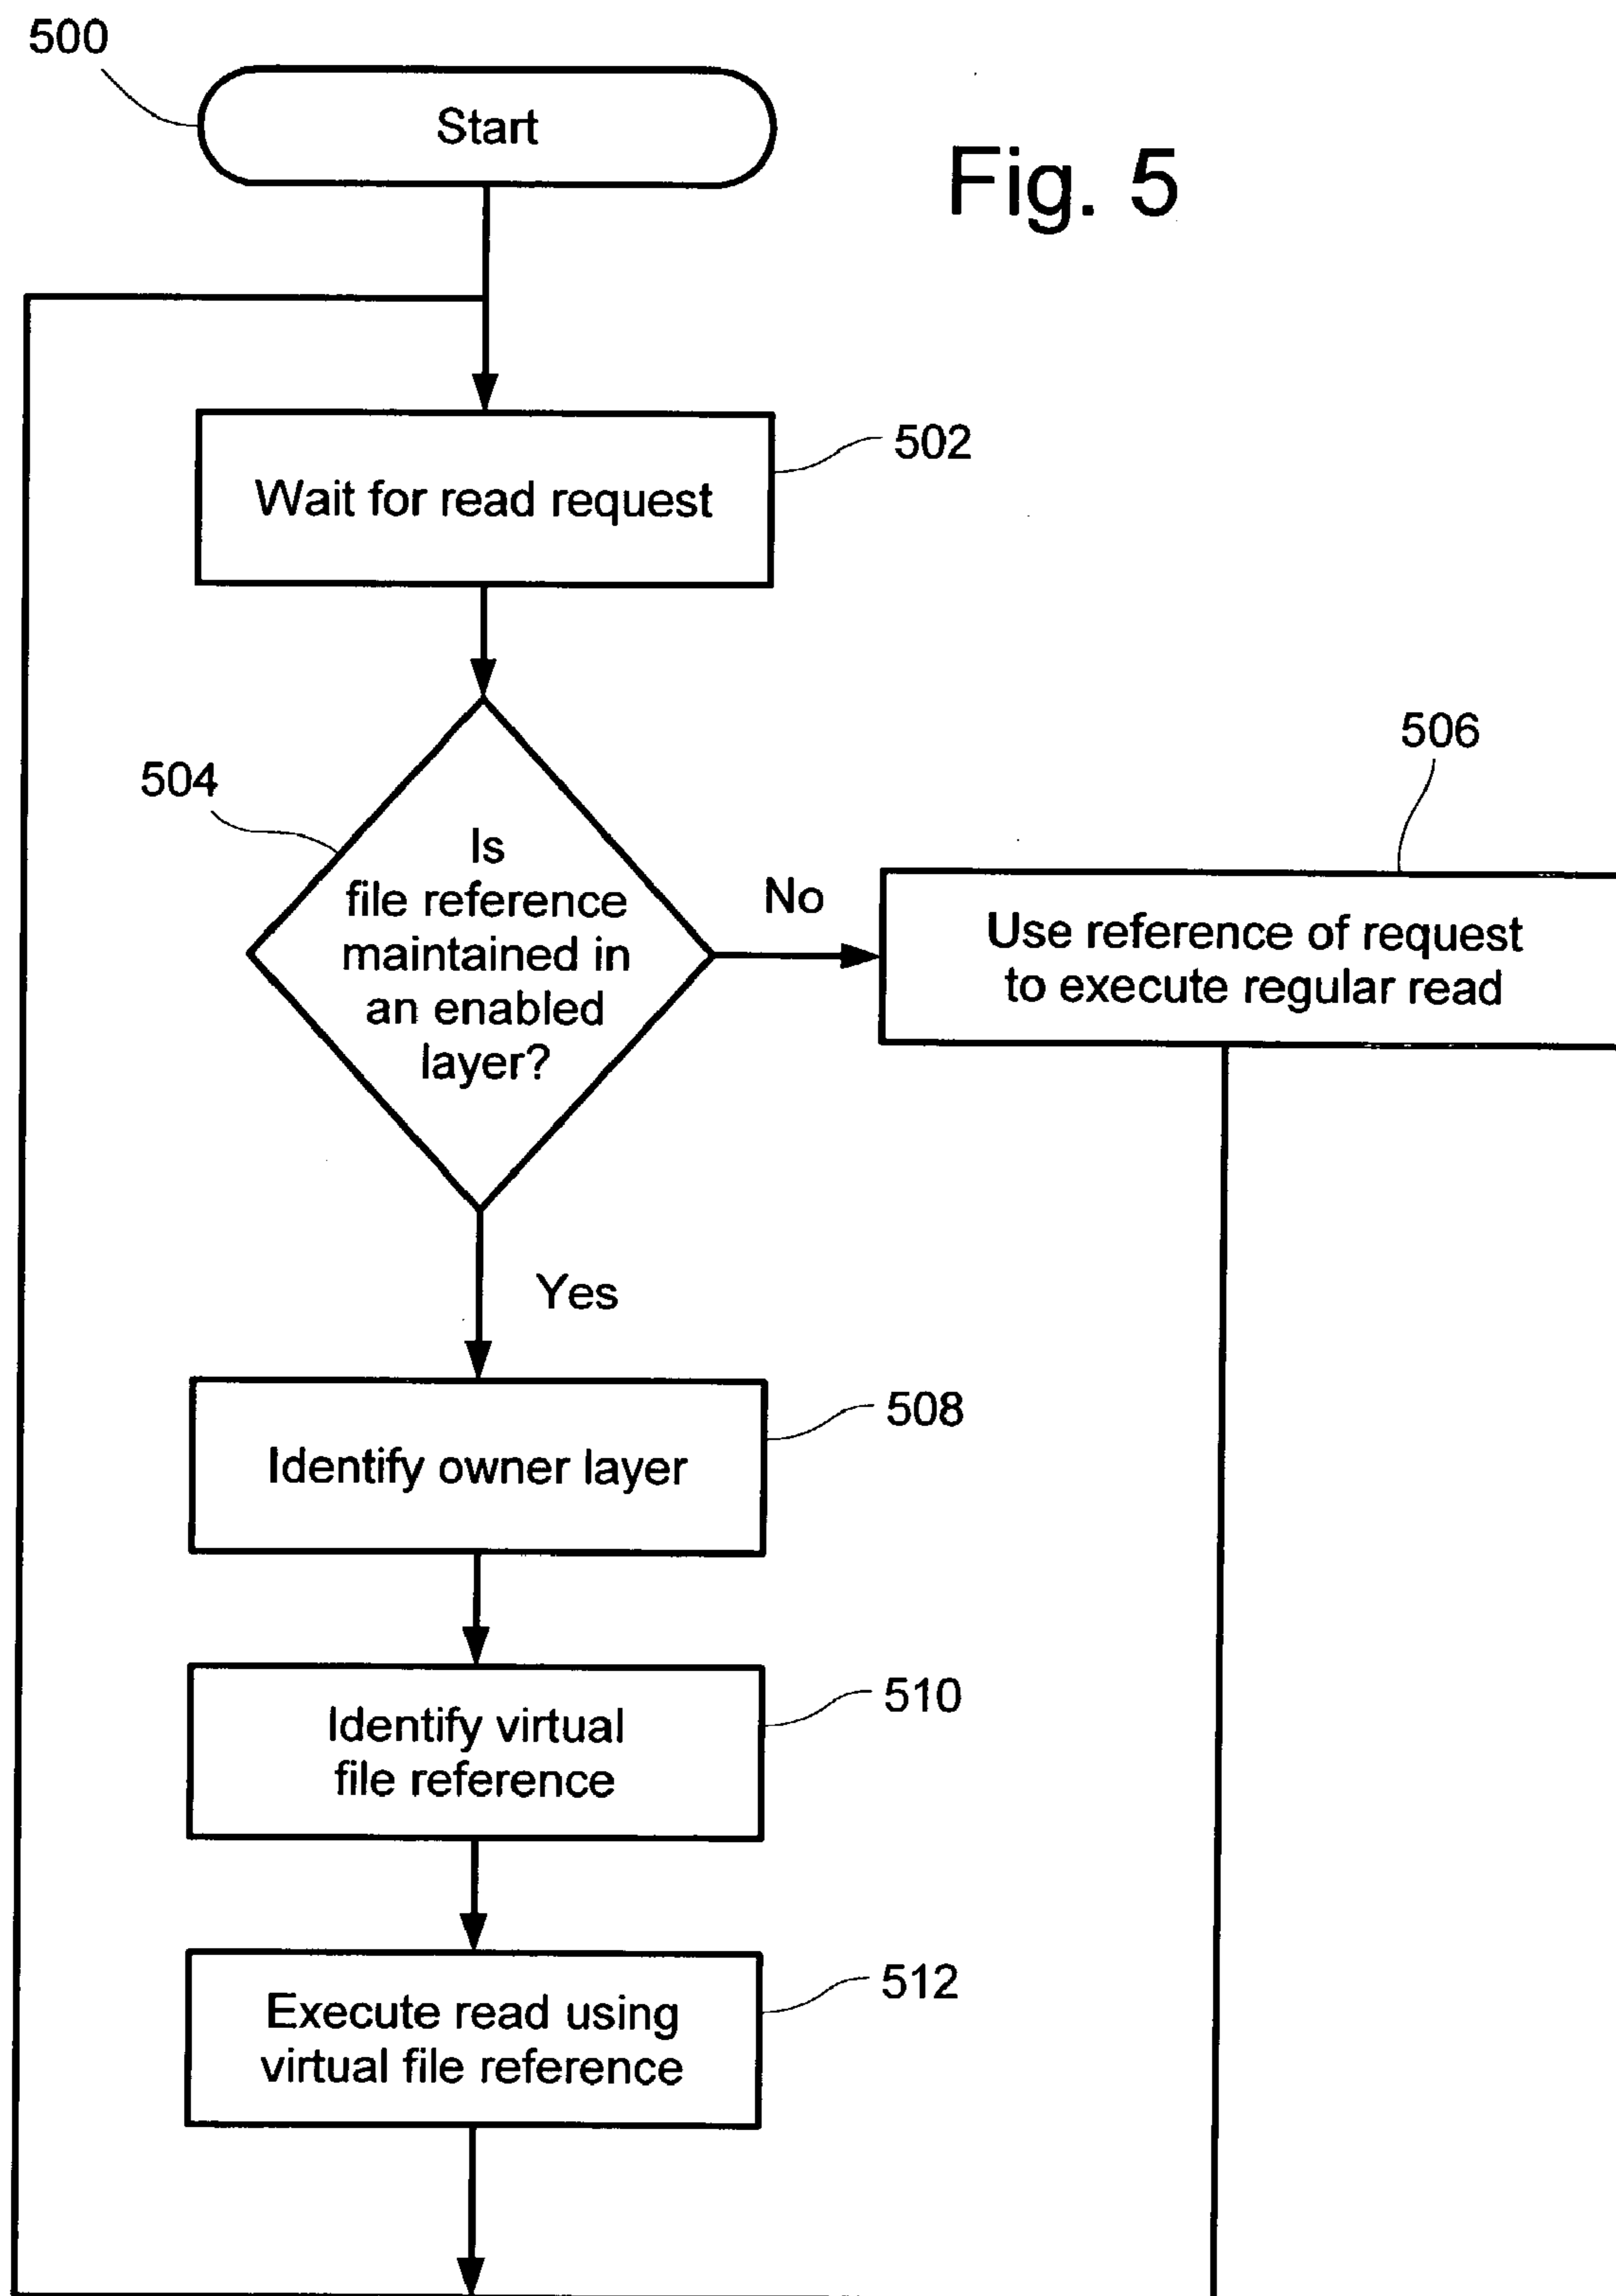 500
Start
Fig. 5
502
Wait for read request
504
Is
file reference
maintained in
an enabled
layer?
No
506
Use reference of request
to execute regular read
Yes
508
Identify owner layer
510
Identify virtual
file reference
512
Execute read using
virtual file reference